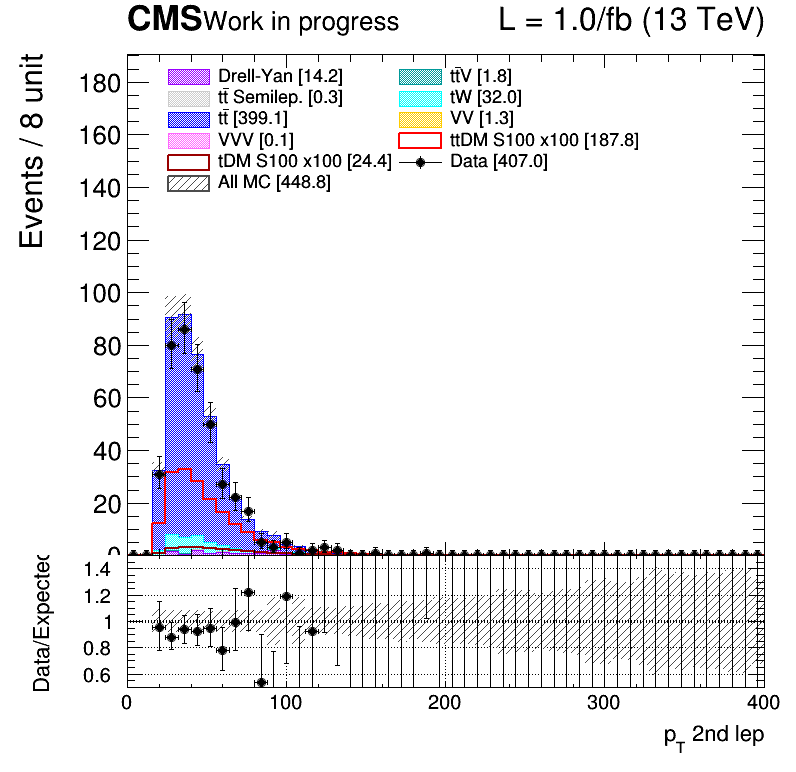 CMS Work in progress L = 1.0/fb (13 TeV)
Events / 8 unit
180
160
140
120
100
80
60
40
20
0
Drell-Yan [14.2] tt̄V [1.8]
tt̄ Semilep. [0.3] tW [32.0]
tt̄ [399.1] VV [1.3]
VVV [0.1] ttDM S100 x100 [187.8]
tDM S100 x100 [24.4] Data [407.0]
All MC [448.8]
Data/Expected
1.4
1.2
1
0.8
0.6
0 100 200 300 400
p_T 2nd lep